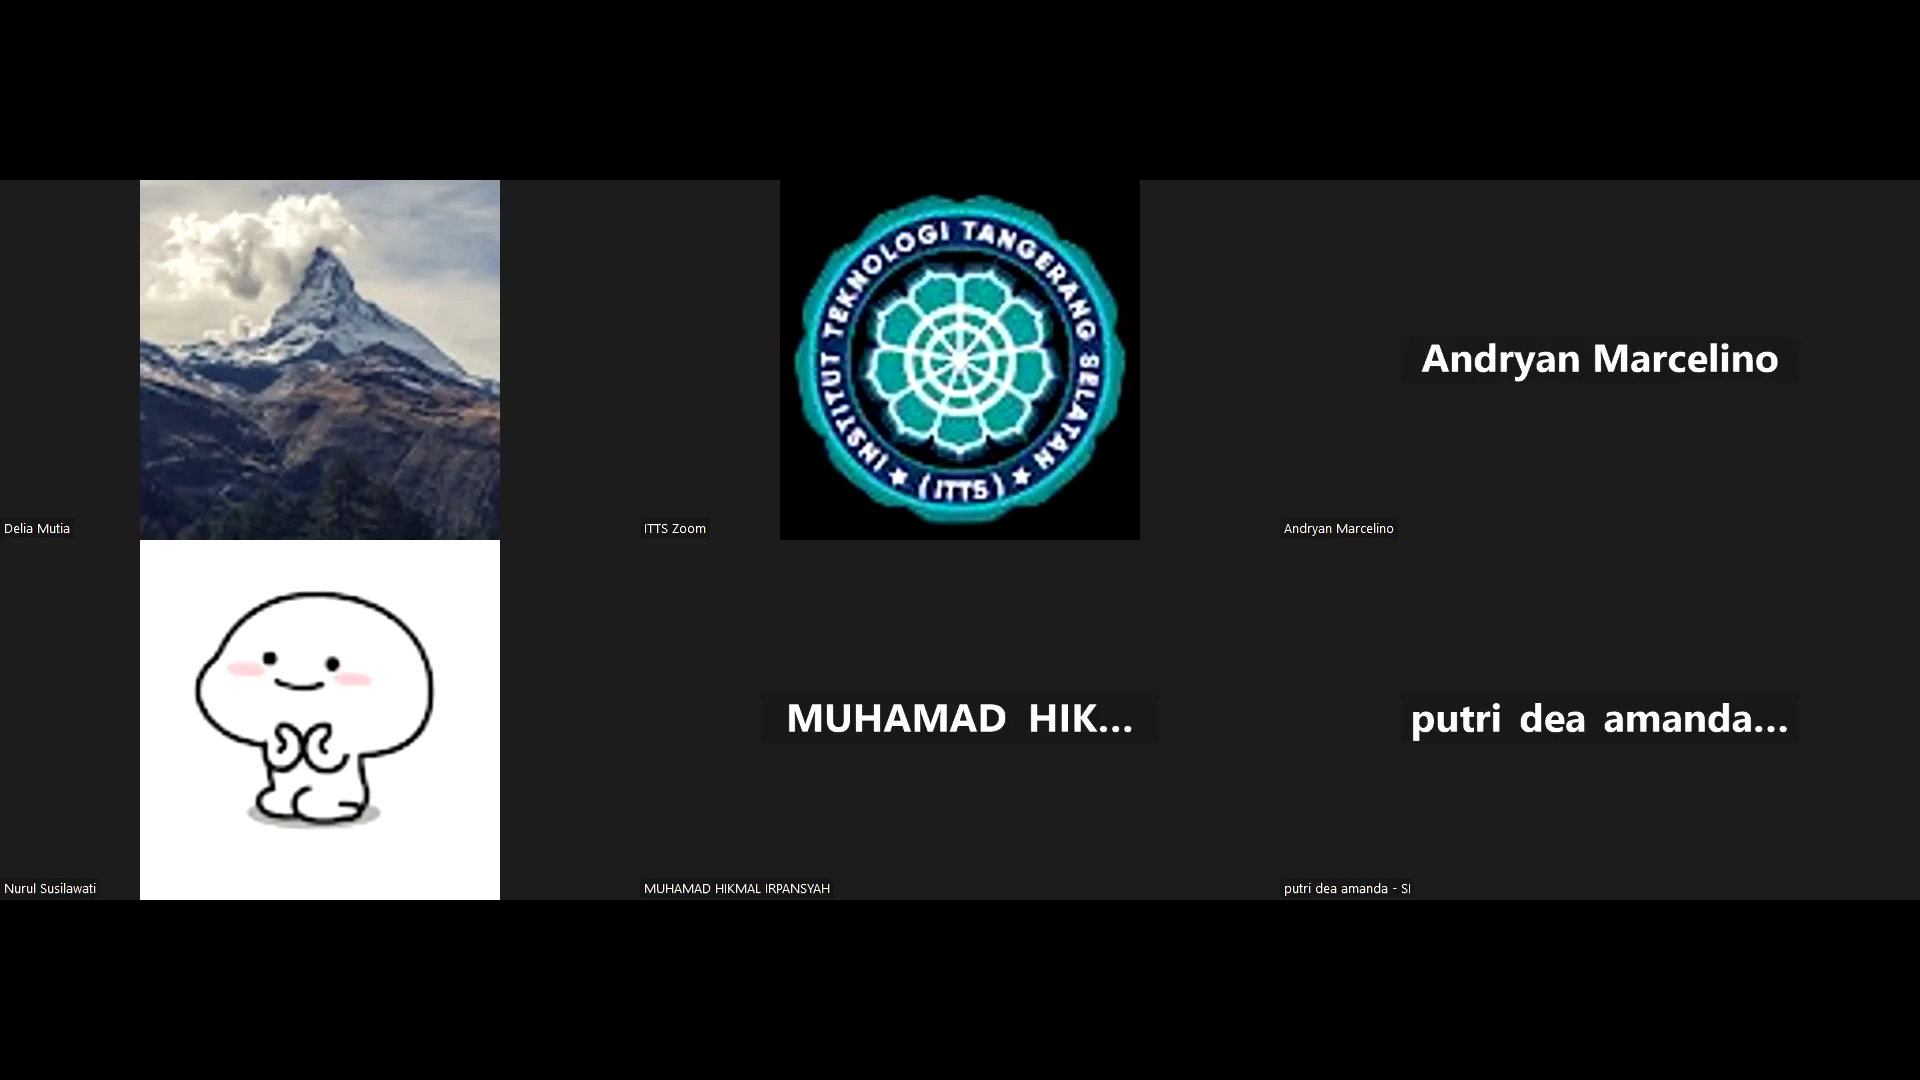 INSTITUT TEKNOLOGI TANGERANG SELATAN
(ITTS)
Andryan Marcelino
Delia Mutia
ITTS Zoom
Andryan Marcelino
MUHAMAD HIK...
putri dea amanda...
Nurul Susilawati
MUHAMAD HIKMAL IRPANSYAH
putri dea amanda - SI